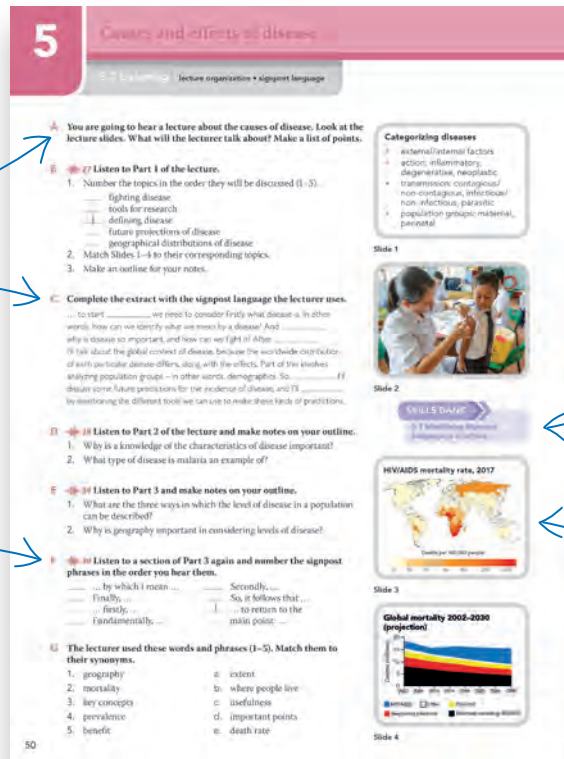 5
Causes and effects of disease
5.2 Listening lecture organization • signpost language
A You are going to hear a lecture about the causes of disease. Look at the
lecture slides. What will the lecturer talk about? Make a list of points.
B Listen to Part 1 of the lecture.
1. Number the topics in the order they will be discussed (1–5).
____ fighting disease
____ tools for research
1 defining disease
____ future projections of disease
____ geographical distributions of disease
2. Match Slides 1–4 to their corresponding topics.
3. Make an outline for your notes.
C Complete the extract with the signpost language the lecturer uses.
... to start ________, we need to consider firstly what disease is. In other
words, how can we identify what we mean by a disease? And ________
why is disease so important, and how can we fight it? After ________
I'll talk about the global context of disease, because the worldwide distribution
of each particular disease differs, along with the effects. Part of this involves
analyzing population groups – in other words, demographics. So, ________, I'll
discuss some future predictions for the incidence of disease, and I'll ________
by mentioning the different tools we can use to make these kinds of predictions.
D Listen to Part 2 of the lecture and make notes on your outline.
1. Why is a knowledge of the characteristics of disease important?
2. What type of disease is malaria an example of?
E Listen to Part 3 and make notes on your outline.
1. What are the three ways in which the level of disease in a population
can be described?
2. Why is geography important in considering levels of disease?
F Listen to a section of Part 3 again and number the signpost
phrases in the order you hear them.
____ ... by which I mean ...
____ Finally, ...
____ ... firstly, ...
____ Fundamentally, ...
____ Secondly, ...
____ So, it follows that ...
1 ... to return to the
main point: ...
G The lecturer used these words and phrases (1–5). Match them to
their synonyms.
1. geography a. extent
2. mortality b. where people live
3. key concepts c. usefulness
4. prevalence d. important points
5. benefit e. death rate
50
Categorizing diseases
• external/internal factors
• action: inflammatory,
degenerative, neoplastic
• transmission: contagious/
non-contagious, infectious/
non-infectious, parasitic
• population groups: maternal,
perinatal
Slide 1
Slide 2
SKILLS BANK
HIV/AIDS mortality rate, 2017
Deaths per 100,000 people
Slide 3
Global mortality 2002–2030
(projection)
HIV/AIDS
Slide 4